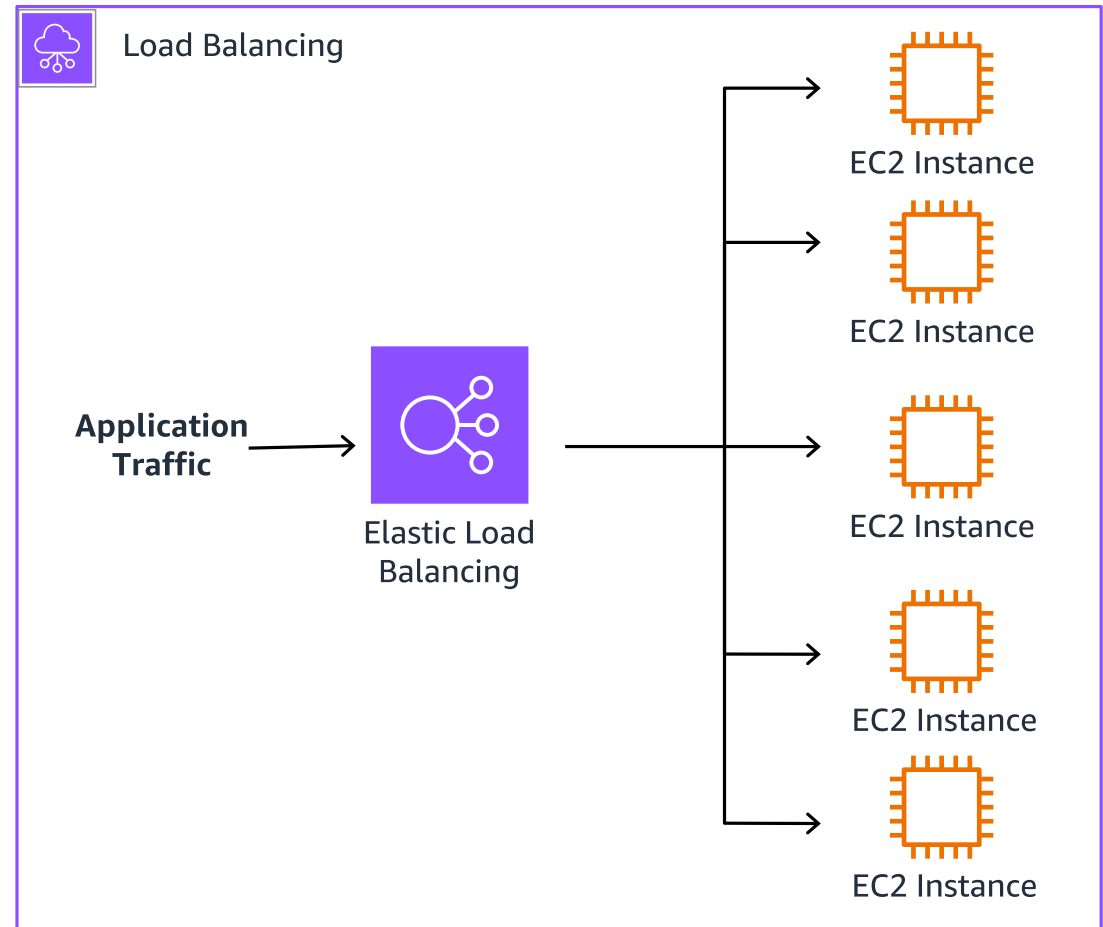 Load Balancing
EC2 Instance
EC2 Instance
Application
Traffic
Elastic Load
Balancing
EC2 Instance
EC2 Instance
EC2 Instance